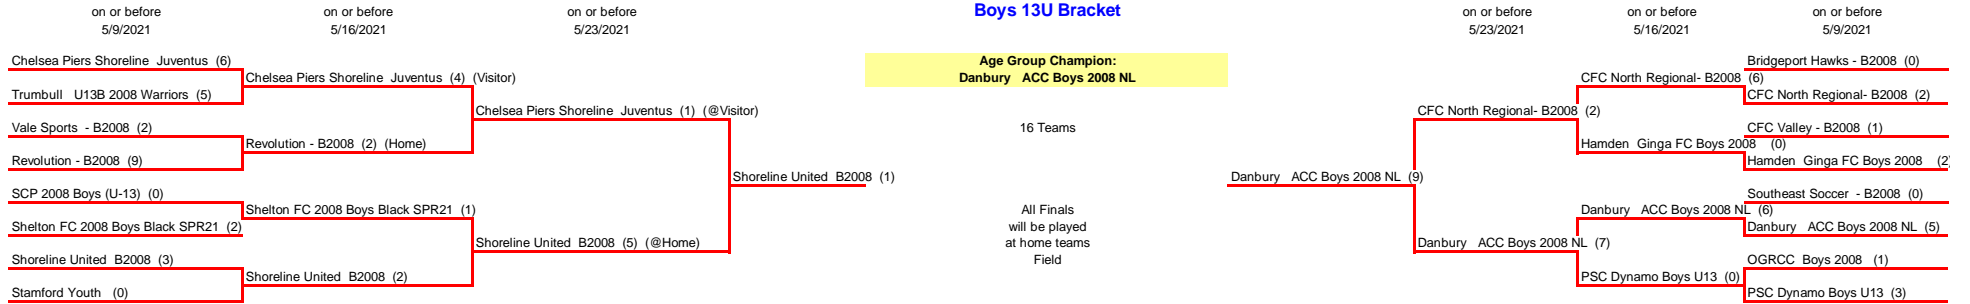 Boys 13U Bracket
on or before
5/9/2021
on or before
5/16/2021
on or before
5/23/2021
on or before
5/23/2021
on or before
5/16/2021
on or before
5/9/2021
Chelsea Piers Shoreline Juventus (6)
Trumbull U13B 2008 Warriors (5)
Vale Sports - B2008 (2)
Revolution - B2008 (9)
SCP 2008 Boys (U-13) (0)
Shelton FC 2008 Boys Black SPR21 (2)
Shoreline United B2008 (3)
Stamford Youth (0)
Chelsea Piers Shoreline Juventus (4) (Visitor)
Revolution - B2008 (2) (Home)
Shelton FC 2008 Boys Black SPR21 (1)
Shoreline United B2008 (2)
Chelsea Piers Shoreline Juventus (1) (@Visitor)
Shoreline United B2008 (5) (@Home)
Shoreline United B2008 (1)
Age Group Champion:
Danbury ACC Boys 2008 NL
16 Teams
All Finals
will be played
at home teams
Field
Danbury ACC Boys 2008 NL (9)
CFC North Regional- B2008 (2)
Danbury ACC Boys 2008 NL (7)
CFC North Regional- B2008 (6)
Hamden Ginga FC Boys 2008 (0)
Danbury ACC Boys 2008 NL (6)
PSC Dynamo Boys U13 (0)
Bridgeport Hawks - B2008 (0)
CFC North Regional- B2008 (2)
CFC Valley - B2008 (1)
Hamden Ginga FC Boys 2008 (2)
Southeast Soccer - B2008 (0)
Danbury ACC Boys 2008 NL (5)
OGRCC Boys 2008 (1)
PSC Dynamo Boys U13 (3)